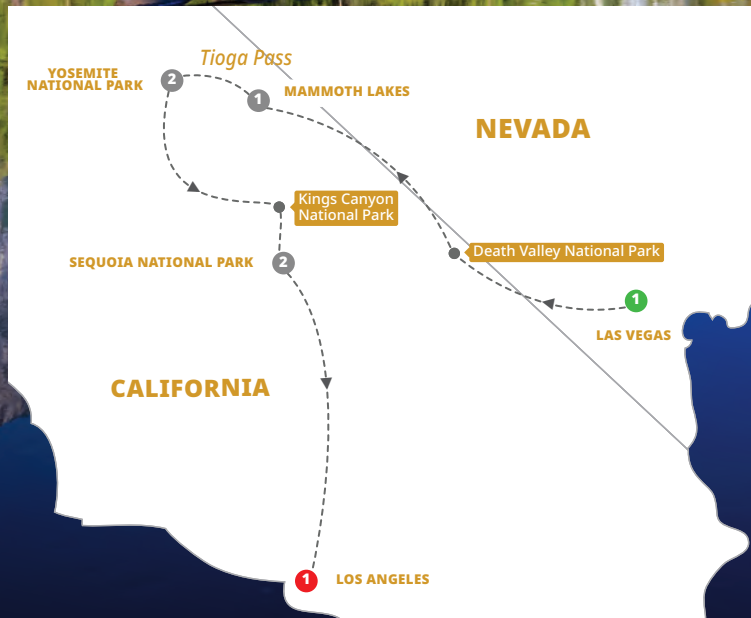 Tioga Pass
YOSEMITE
NATIONAL PARK
2
1
MAMMOTH LAKES
NEVADA
Kings Canyon
National Park
Death Valley National Park
SEQUOIA NATIONAL PARK
2
1
LAS VEGAS
CALIFORNIA
1
LOS ANGELES